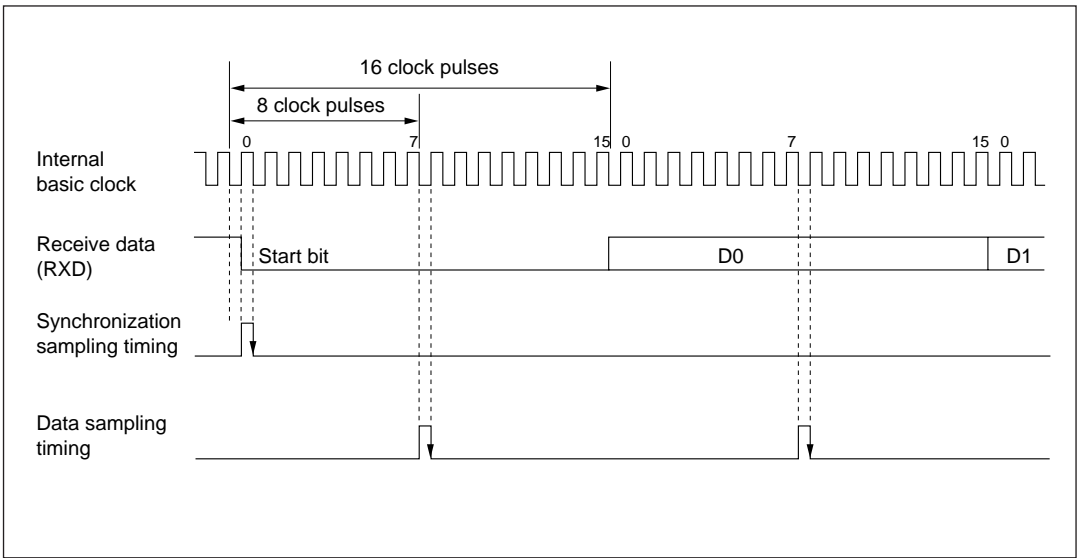 16 clock pulses
8 clock pulses
0 7 15 0 7 15 0
Internal
basic clock
Receive data
(RXD)
Start bit D0 D1
Synchronization
sampling timing
Data sampling
timing